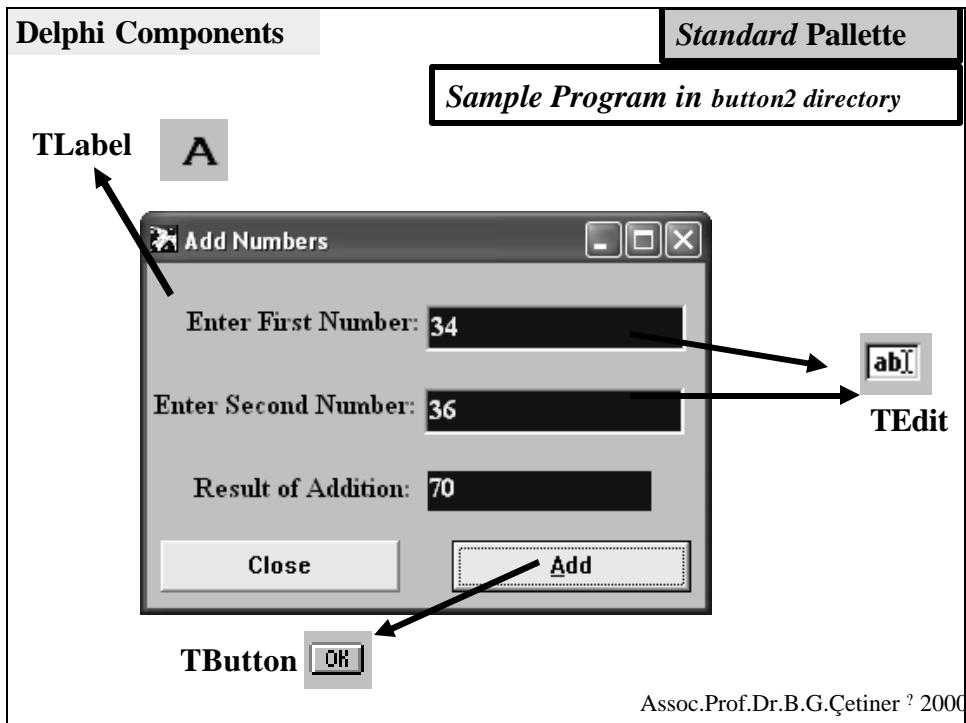 Delphi Components
Standard Pallette
Sample Program in button2 directory
TLabel A
Add Numbers
Enter First Number: 34
ab
Enter Second Number: 36
TEdit
Result of Addition: 70
Close Add
TButton OK
Assoc.Prof.Dr.B.G.Çetiner ? 2000